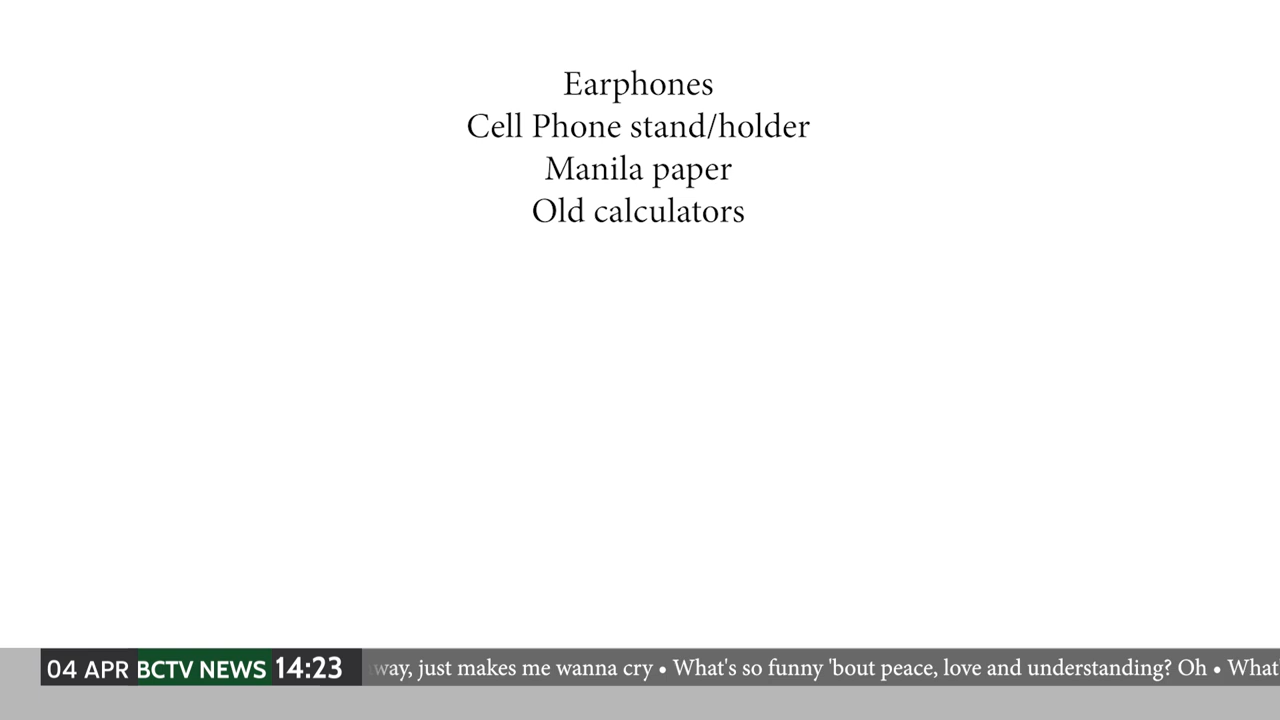 Earphones
Cell Phone stand/holder
Manila paper
Old calculators
04 APR BCTV NEWS 14:23 way, just makes me wanna cry • What's so funny 'bout peace, love and understanding? Oh • What